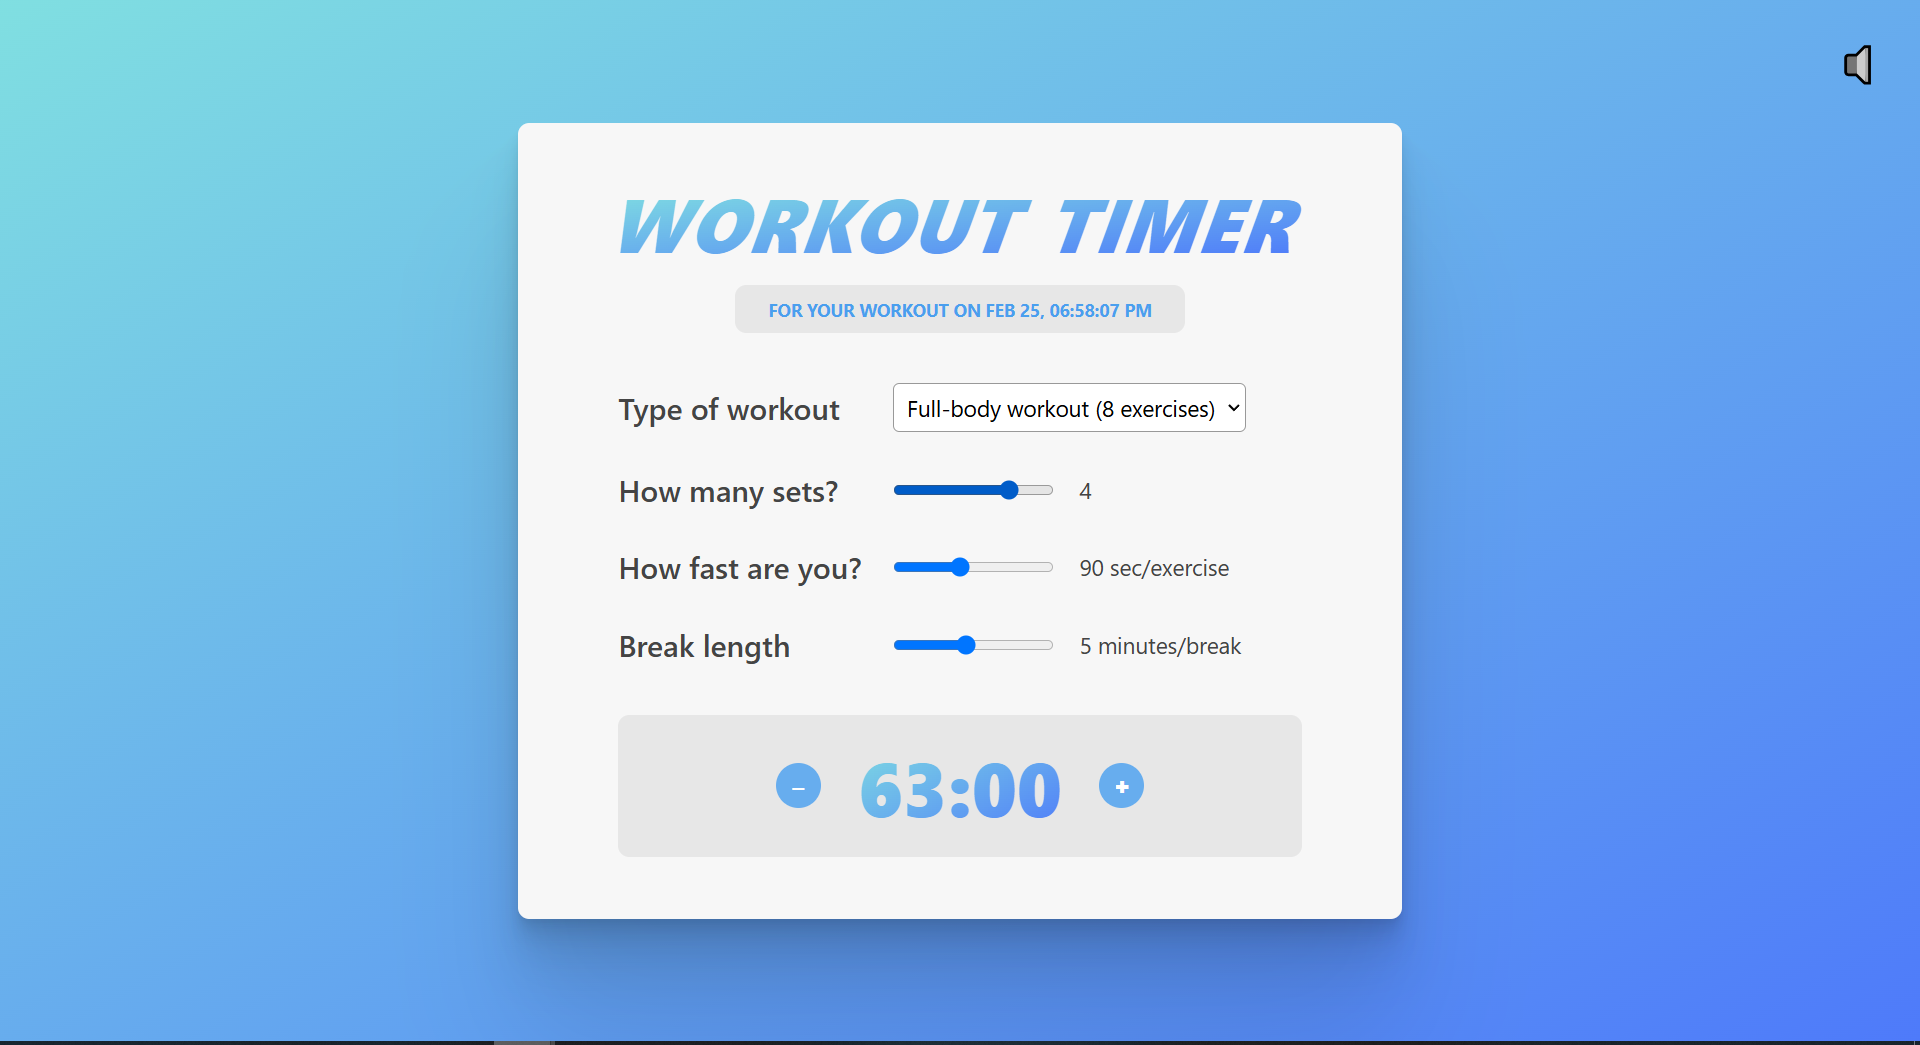 WORKOUT TIMER
FOR YOUR WORKOUT ON FEB 25, 06:58:07 PM
Type of workout Full-body workout (8 exercises)
How many sets? 4
How fast are you? 90 sec/exercise
Break length 5 minutes/break
– 63:00 +